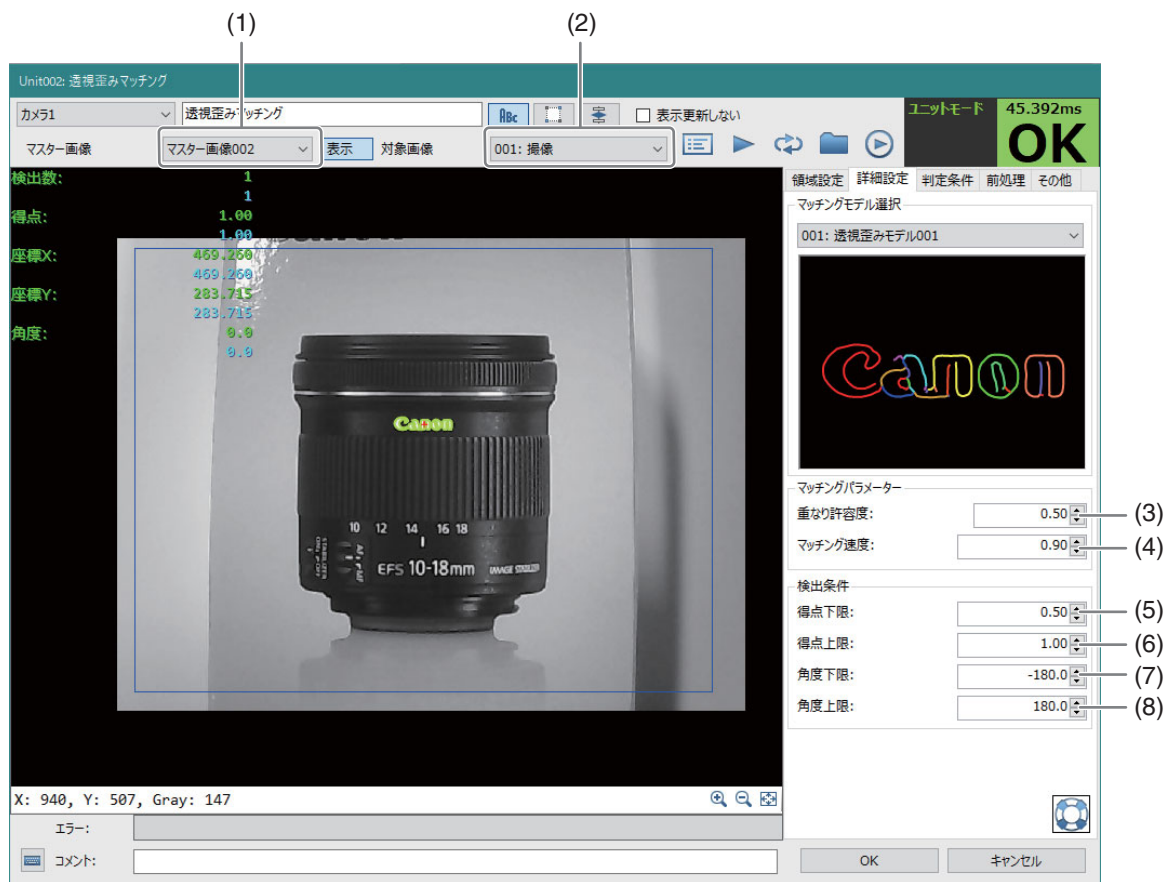 (1)
(2)
Unit002: 透視歪みマッチング
カメラ1
透視歪みマッチング
ABC
表示更新しない
ユニットモード
45.392ms
OK
マスター画像
マスター画像002
表示
対象画像
001: 撮像
検出数:
1
1
得点:
1.00
1.00
座標X:
469.260
469.260
座標Y:
283.715
283.715
角度:
0.0
0.0
Canon
10 12 14 16 18
STABILIZER
ON OFF
AF MF
EFS 10-18mm
IMAGE STABILIZER
領域設定
詳細設定
判定条件
前処理
その他
マッチングモデル選択
001: 透視歪みモデル001
Canon
マッチングパラメーター
重なり許容度:
0.50
(3)
マッチング速度:
0.90
(4)
検出条件
得点下限:
0.50
(5)
得点上限:
1.00
(6)
角度下限:
-180.0
(7)
角度上限:
180.0
(8)
X: 940, Y: 507, Gray: 147
エラー:
コメント:
OK
キャンセル